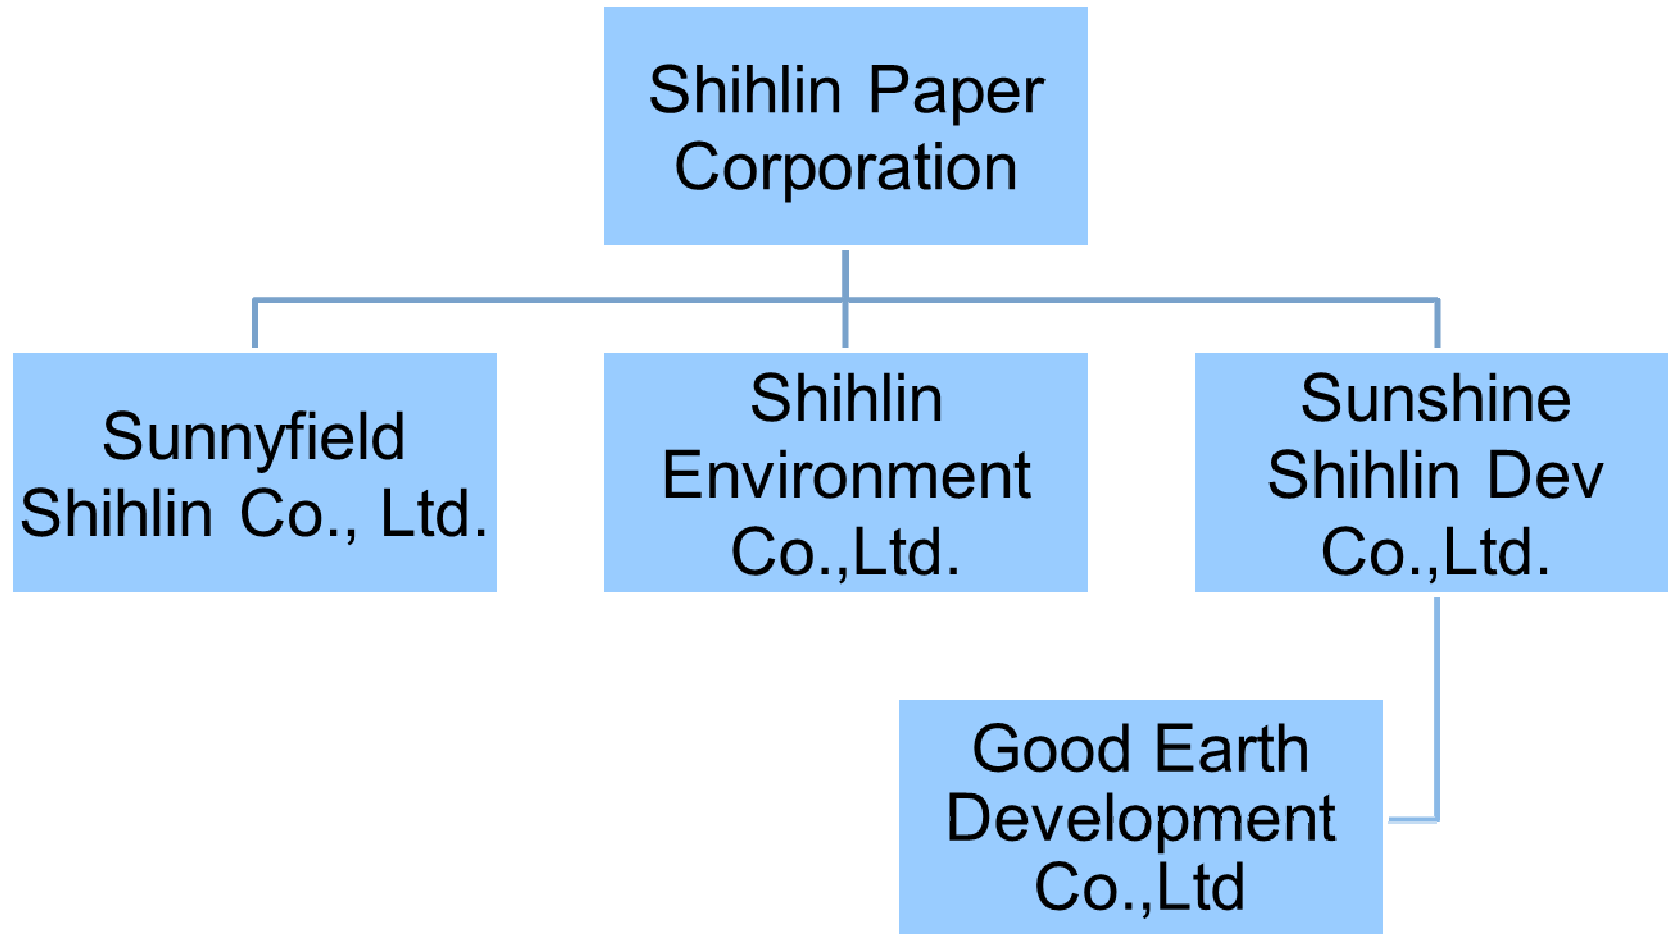 Shihlin Paper
Corporation
Sunnyfield
Shihlin Co., Ltd.
Shihlin
Environment
Co.,Ltd.
Sunshine
Shihlin Dev
Co.,Ltd.
Good Earth
Development
Co.,Ltd